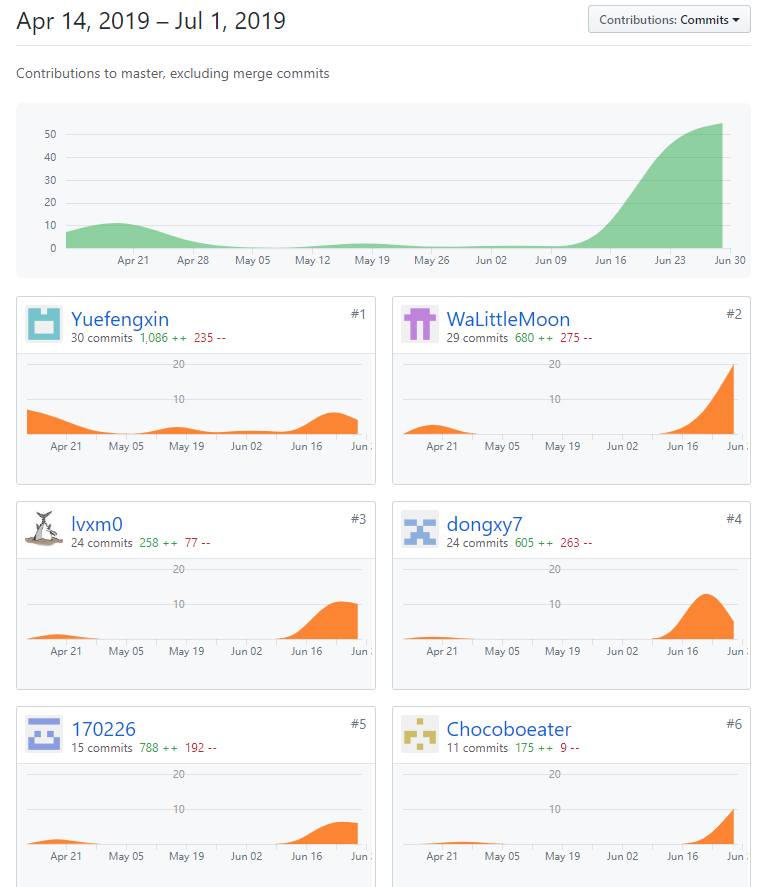 Apr 14, 2019 – Jul 1, 2019
Contributions: Commits
Contributions to master, excluding merge commits
50
40
30
20
10
0
Apr 21 Apr 28 May 05 May 12 May 19 May 26 Jun 02 Jun 09 Jun 16 Jun 23 Jun 30
Yuefengxin #1
30 commits 1,086 ++ 235 --
20
10
Apr 21 May 05 May 19 Jun 02 Jun 16 Jun
WaLittleMoon #2
29 commits 680 ++ 275 --
20
10
Apr 21 May 05 May 19 Jun 02 Jun 16 Jun
lvxm0 #3
24 commits 258 ++ 77 --
20
10
Apr 21 May 05 May 19 Jun 02 Jun 16 Jun
dongxy7 #4
24 commits 605 ++ 263 --
20
10
Apr 21 May 05 May 19 Jun 02 Jun 16 Jun
170226 #5
15 commits 788 ++ 192 --
20
10
Apr 21 May 05 May 19 Jun 02 Jun 16 Jun
Chocoboeater #6
11 commits 175 ++ 9 --
20
10
Apr 21 May 05 May 19 Jun 02 Jun 16 Jun